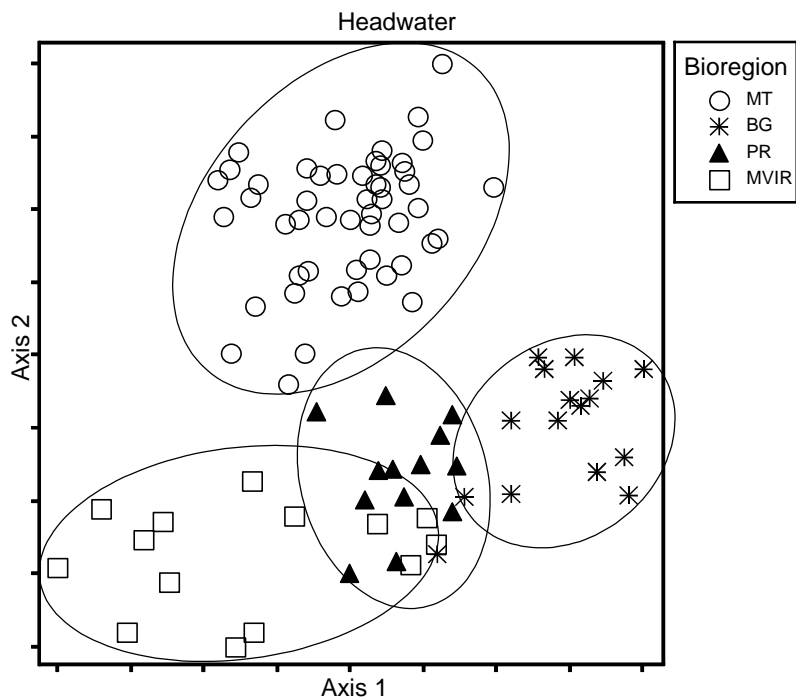 Headwater
Bioregion
MT
BG
PR
MVIR
Axis 2
Axis 1